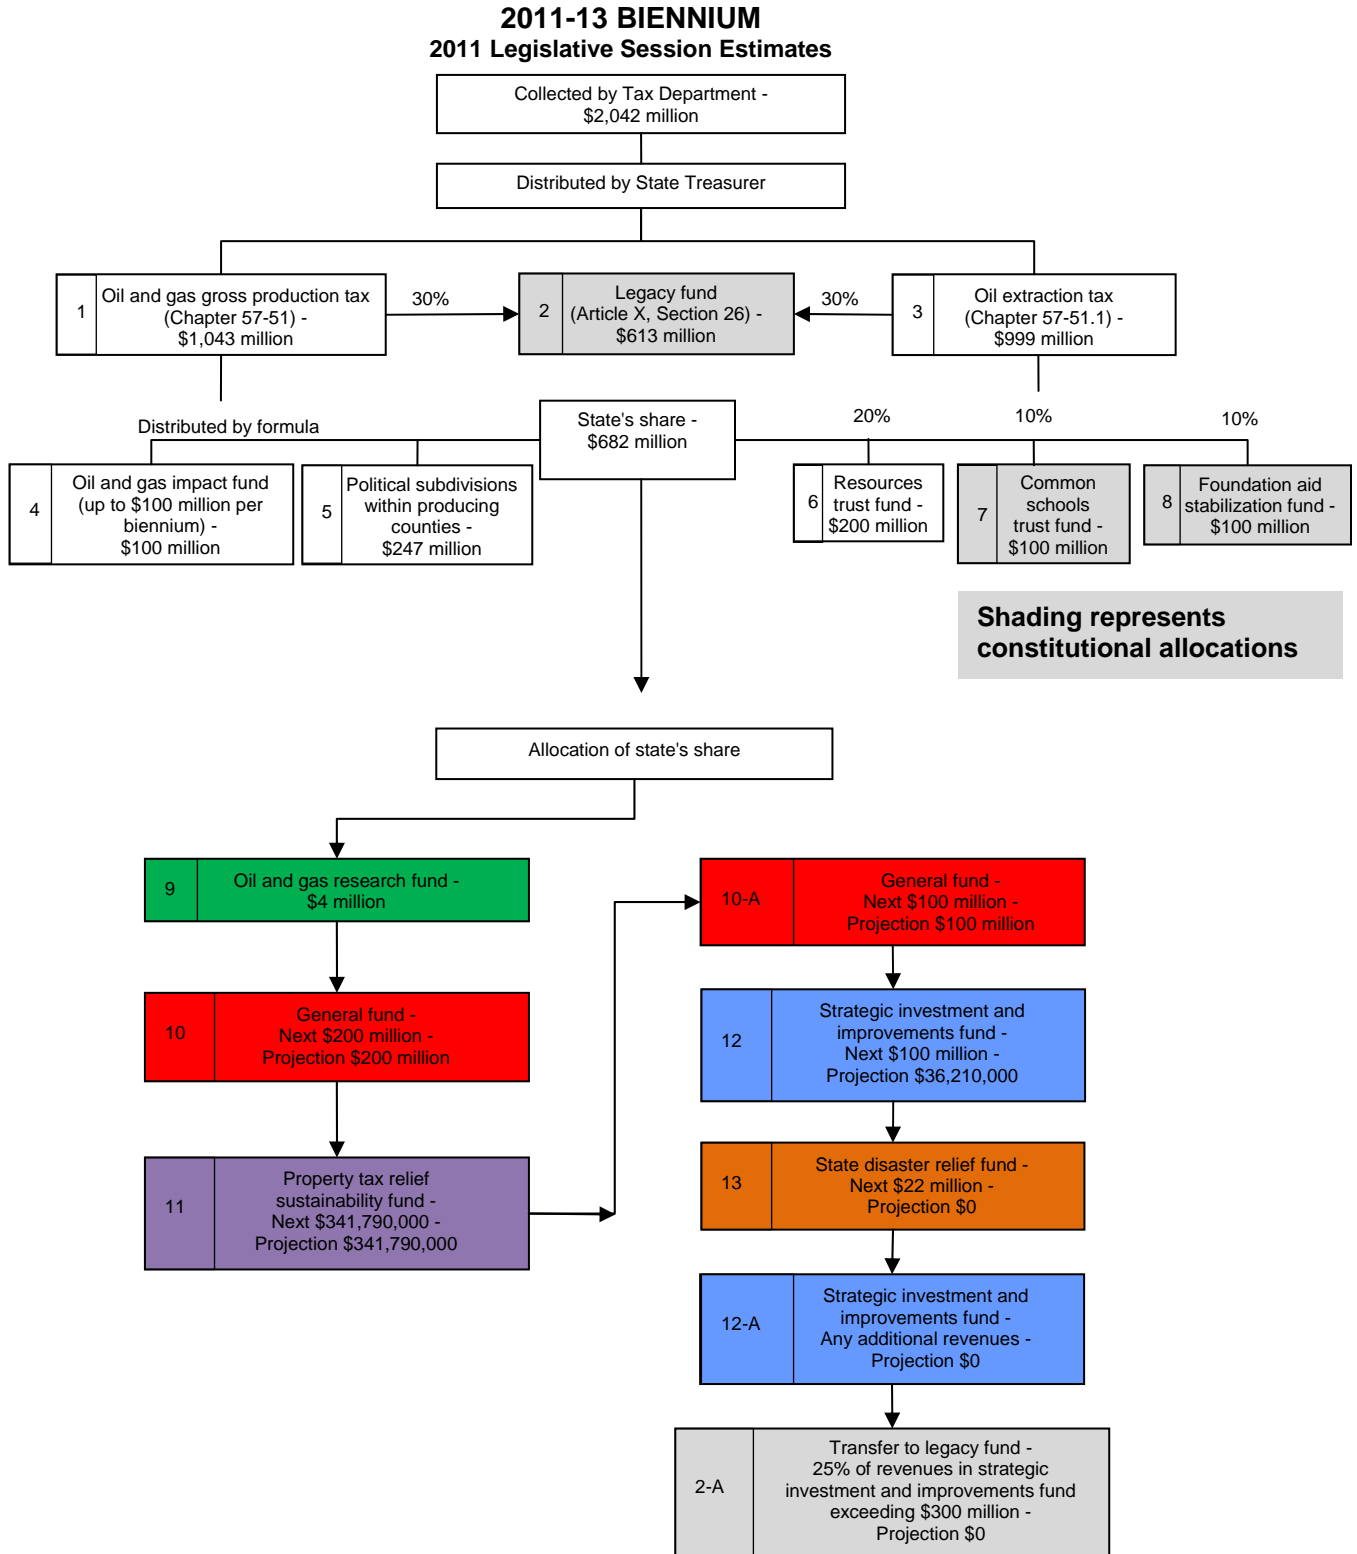 2011-13 BIENNIUM
2011 Legislative Session Estimates
Collected by Tax Department -
$2,042 million
Distributed by State Treasurer
1
Oil and gas gross production tax
(Chapter 57-51) -
$1,043 million
30%
2
Legacy fund
(Article X, Section 26) -
$613 million
30%
3
Oil extraction tax
(Chapter 57-51.1) -
$999 million
Distributed by formula
State's share -
$682 million
20%
10%
10%
4
Oil and gas impact fund
(up to $100 million per
biennium) -
$100 million
5
Political subdivisions
within producing
counties -
$247 million
6
Resources
trust fund -
$200 million
7
Common
schools
trust fund -
$100 million
8
Foundation aid
stabilization fund -
$100 million
Shading represents
constitutional allocations
Allocation of state's share
9
Oil and gas research fund -
$4 million
10
General fund -
Next $200 million -
Projection $200 million
11
Property tax relief
sustainability fund -
Next $341,790,000 -
Projection $341,790,000
10-A
General fund -
Next $100 million -
Projection $100 million
12
Strategic investment and
improvements fund -
Next $100 million -
Projection $36,210,000
13
State disaster relief fund -
Next $22 million -
Projection $0
12-A
Strategic investment and
improvements fund -
Any additional revenues -
Projection $0
2-A
Transfer to legacy fund -
25% of revenues in strategic
investment and improvements fund
exceeding $300 million -
Projection $0